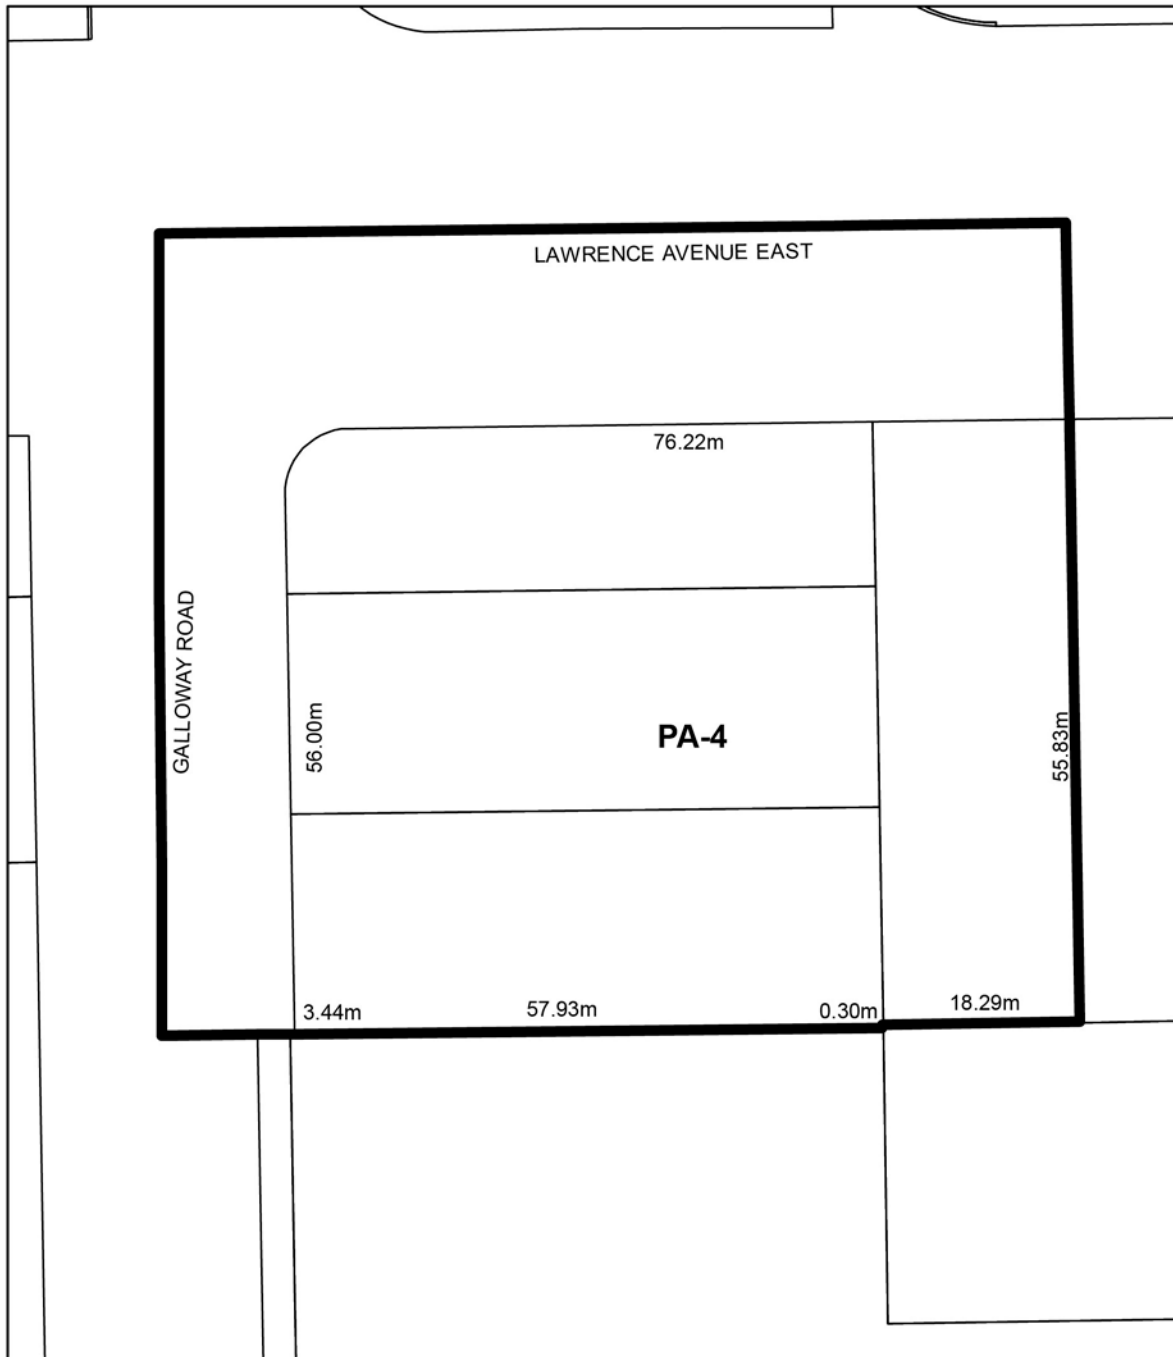 LAWRENCE AVENUE EAST
76.22m
GALLOWAY ROAD
56.00m
PA-4
55.83m
3.44m
57.93m
0.30m
18.29m